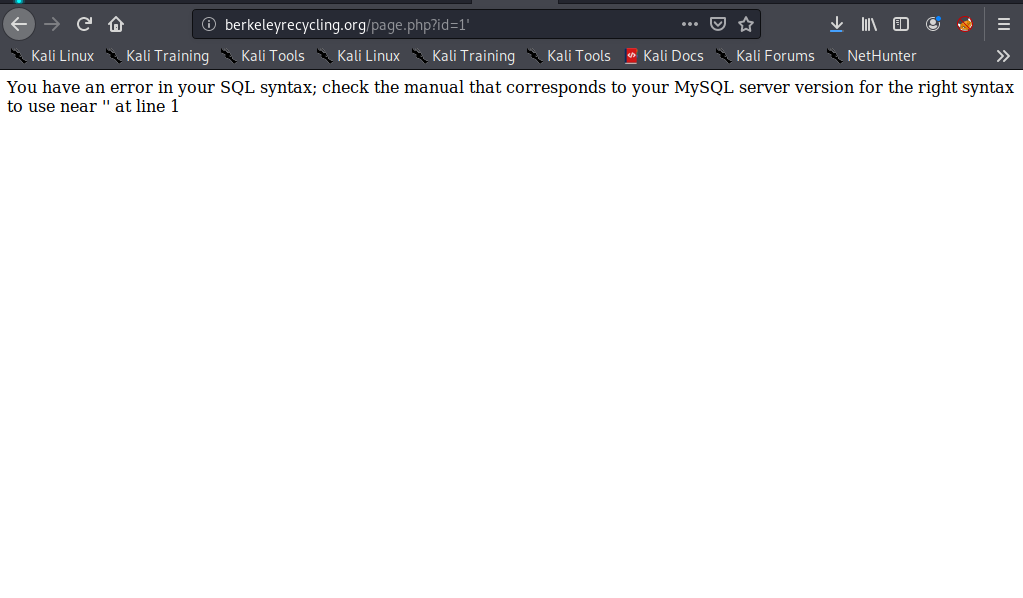 berkeleyrecycling.org/page.php?id=1'
Kali Linux Kali Training Kali Tools Kali Linux Kali Training Kali Tools Kali Docs Kali Forums NetHunter
You have an error in your SQL syntax; check the manual that corresponds to your MySQL server version for the right syntax
to use near '' at line 1